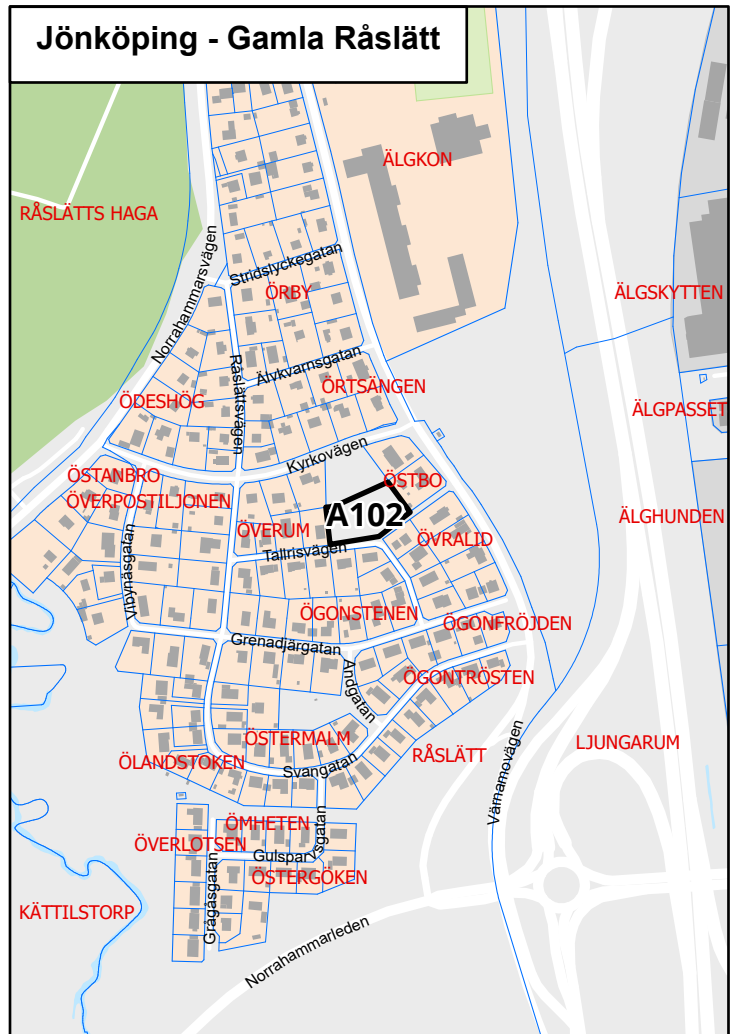 Jönköping - Gamla Råslätt
ÄLGKON
RÅSLÄTTS HAGA
Norrahammarsvägen
Stridslyckegatan
ÖRBY
ÄLGSKYTTEN
Råslättsvägen
Älvkvarnsgatan
ÖRTSÄNGEN
ÖDESHÖG
ÄLGPASSET
Kyrkovägen
ÖSTANBRO
ÖSTBO
ÖVERPOSTILJONEN
A102
ÄLGHUNDEN
ÖVERUM
ÖVRALID
Tallrisvägen
Vibynäsgatan
ÖGONSTENEN
ÖGONFRÖJDEN
Grenadjärgatan
Andgatan
ÖGONTRÖSTEN
ÖSTERMALM
RÅSLÄTT
LJUNGARUM
ÖLANDSTOKEN
Svangatan
Värnamovägen
ÖMHETEN
ÖVERLOTSEN
Gulsparvsgatan
ÖSTERGÖKEN
Grågåsgatan
KÄTTILSTORP
Norrahammarleden